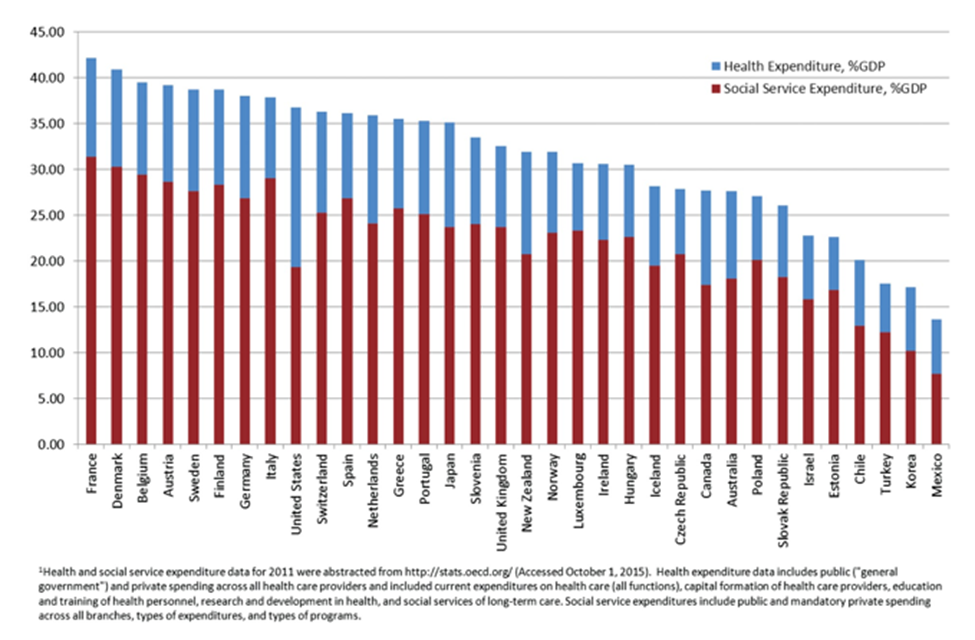 45.00
40.00
35.00
30.00
25.00
20.00
15.00
10.00
5.00
0.00
Health Expenditure, %GDP
Social Service Expenditure, %GDP
France
Denmark
Belgium
Austria
Sweden
Finland
Germany
Italy
United States
Switzerland
Spain
Netherlands
Greece
Portugal
Japan
Slovenia
United Kingdom
New Zealand
Norway
Luxembourg
Ireland
Hungary
Iceland
Czech Republic
Canada
Australia
Poland
Slovak Republic
Israel
Estonia
Chile
Turkey
Korea
Mexico
¹Health and social service expenditure data for 2011 were abstracted from http://stats.oecd.org/ (Accessed October 1, 2015). Health expenditure data includes public ("general
government") and private spending across all health care providers and included current expenditures on health care (all functions), capital formation of health care providers, education
and training of health personnel, research and development in health, and social services of long-term care. Social service expenditures include public and mandatory private spending
across all branches, types of expenditures, and types of programs.